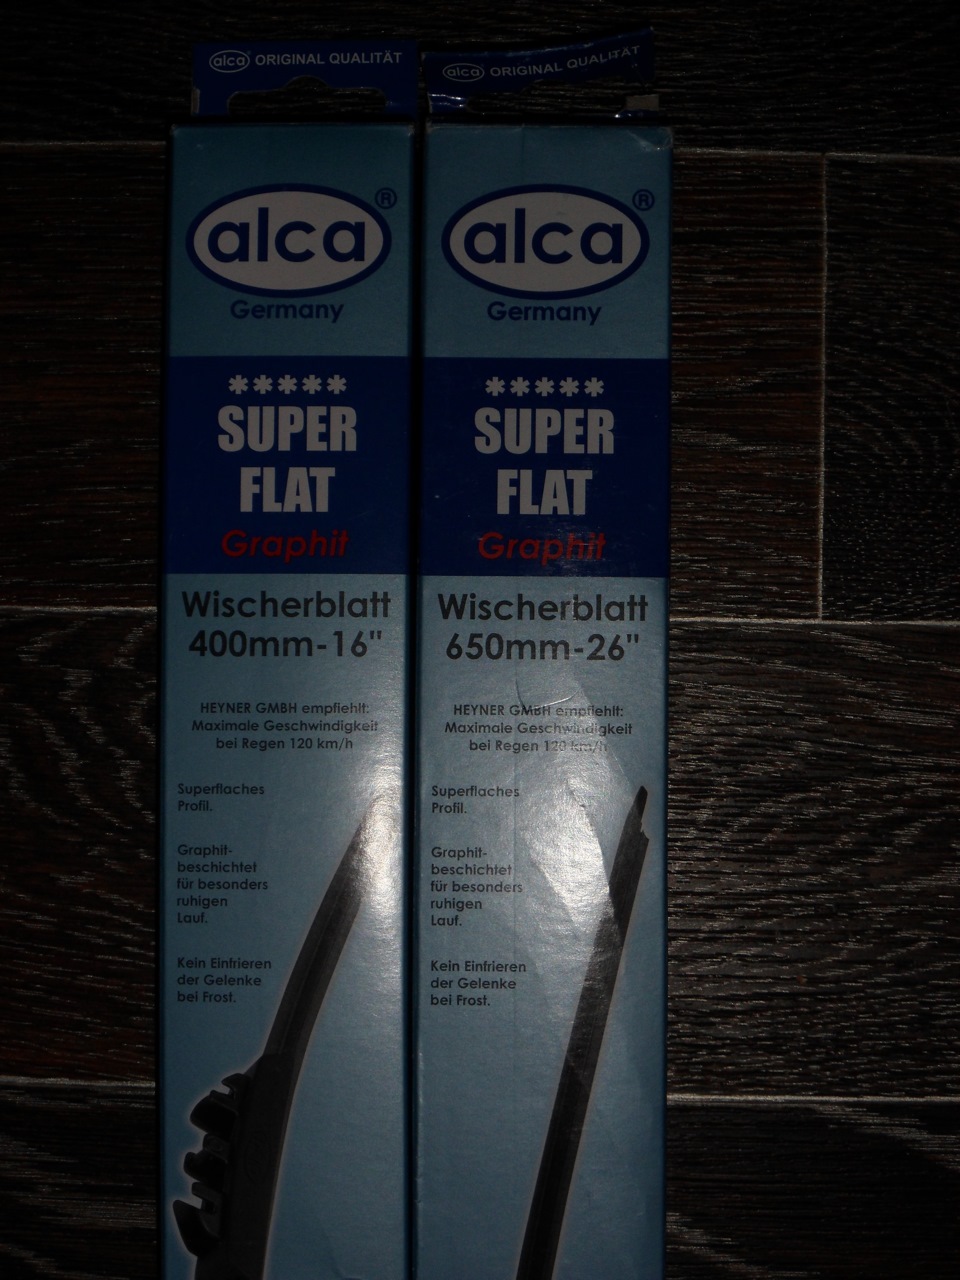 alca ORIGINAL QUALITÄT
alca®
Germany
*****
SUPER
FLAT
Graphit
Wischerblatt
400mm-16"
HEYNER GMBH empfiehlt:
Maximale Geschwindigkeit
bei Regen 120 km/h
Superflaches
Profil.
Graphit-
beschichtet
für besonders
ruhigen
Lauf.
Kein Einfrieren
der Gelenke
bei Frost.
alca ORIGINAL QUALITÄT
alca®
Germany
*****
SUPER
FLAT
Graphit
Wischerblatt
650mm-26"
HEYNER GMBH empfiehlt:
Maximale Geschwindigkeit
bei Regen 120 km/h
Superflaches
Profil.
Graphit-
beschichtet
für besonders
ruhigen
Lauf.
Kein Einfrieren
der Gelenke
bei Frost.